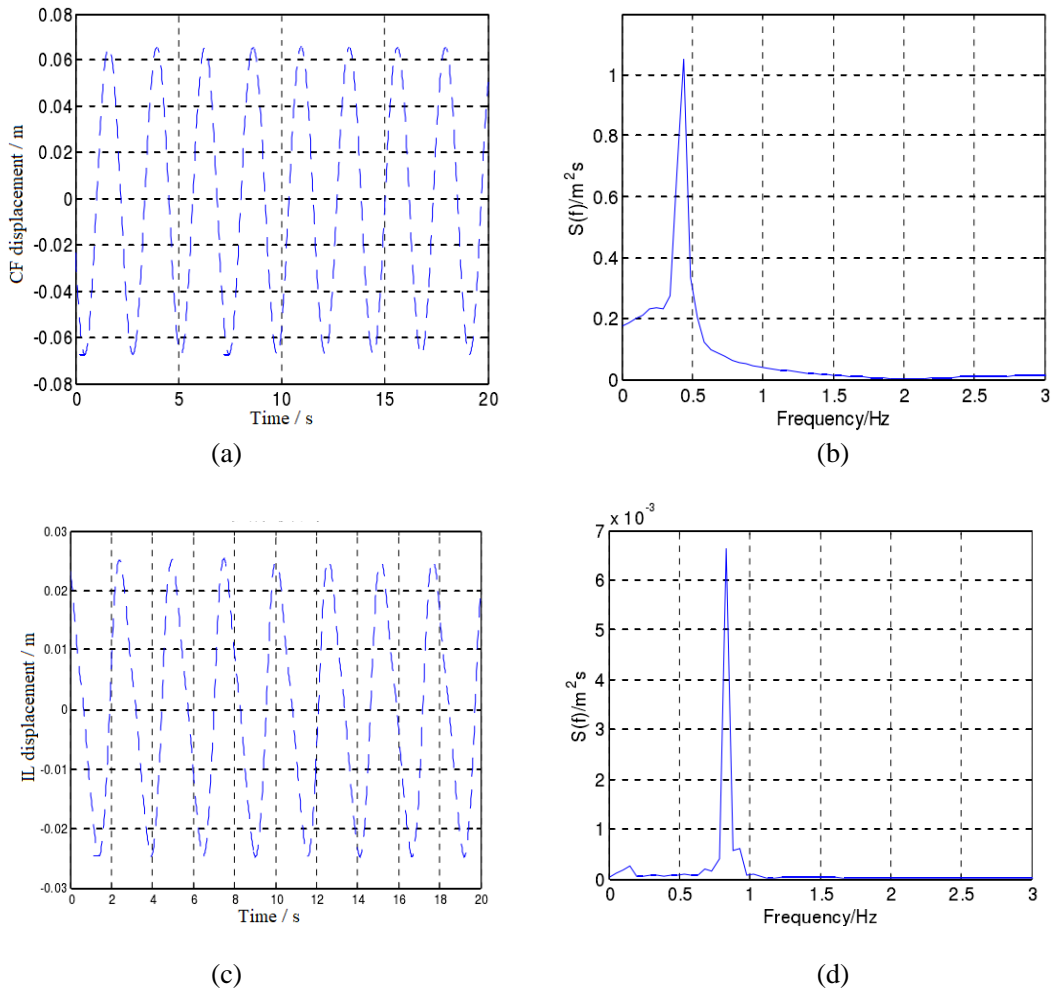 0.08
0.06
0.04
0.02
0
-0.02
-0.04
-0.06
-0.08
CF displacement / m
0 5 10 15 20
Time / s
(a)
1
0.8
0.6
0.4
0.2
0
S(f)/m²s
0 0.5 1 1.5 2 2.5 3
Frequency/Hz
(b)
0.03
0.02
0.01
0
-0.01
-0.02
-0.03
IL displacement / m
0 2 4 6 8 10 12 14 16 18 20
Time / s
(c)
7 x 10⁻³
6
5
4
3
2
1
0
S(f)/m²s
0 0.5 1 1.5 2 2.5 3
Frequency/Hz
(d)